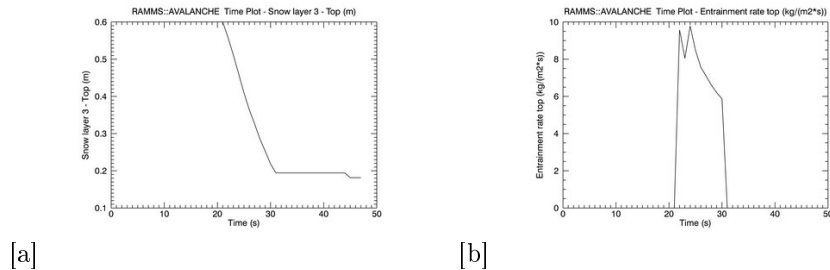 RAMMS::AVALANCHE Time Plot - Snow layer 3 - Top (m)
Snow layer 3 - Top (m)
0.6
0.5
0.4
0.3
0.2
0.1
0 10 20 30 40 50
Time (s)
[a]
RAMMS::AVALANCHE Time Plot - Entrainment rate top (kg/(m2*s))
Entrainment rate top (kg/(m2*s))
10
8
6
4
2
0
0 10 20 30 40 50
Time (s)
[b]